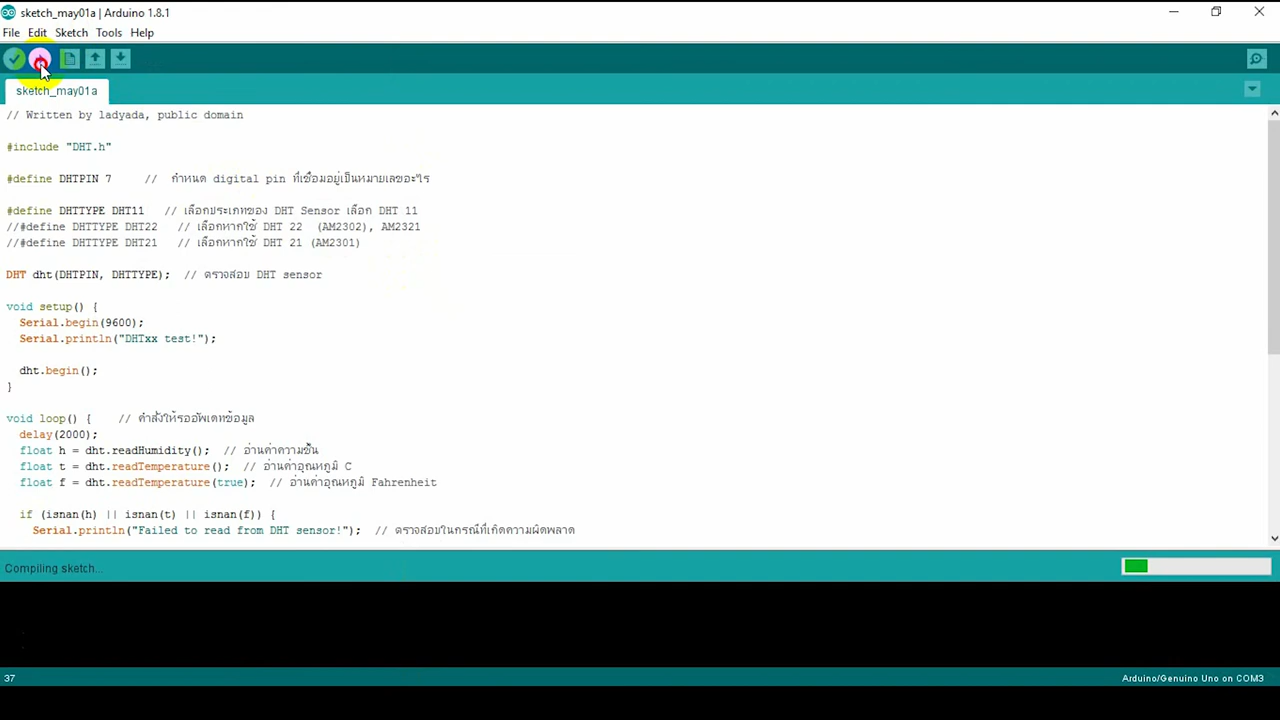 sketch_may01a | Arduino 1.8.1
File Edit Sketch Tools Help
sketch_may01a
// Written by ladyada, public domain
#include "DHT.h"
#define DHTPIN 7 // กำหนด digital pin ที่เชื่อมอยู่เป็นหมายเลขอะไร
#define DHTTYPE DHT11 // เลือกประเภทของ DHT Sensor เลือก DHT 11
//#define DHTTYPE DHT22 // เลือกหากใช้ DHT 22 (AM2302), AM2321
//#define DHTTYPE DHT21 // เลือกหากใช้ DHT 21 (AM2301)
DHT dht(DHTPIN, DHTTYPE); // ตรวจสอบ DHT sensor
void setup() {
Serial.begin(9600);
Serial.println("DHTxx test!");
dht.begin();
}
void loop() { // คำสั่งให้รออัพเดทข้อมูล
delay(2000);
float h = dht.readHumidity(); // อ่านค่าความชื้น
float t = dht.readTemperature(); // อ่านค่าอุณหภูมิ C
float f = dht.readTemperature(true); // อ่านค่าอุณหภูมิ Fahrenheit
if (isnan(h) || isnan(t) || isnan(f)) {
Serial.println("Failed to read from DHT sensor!"); // ตรวจสอบในกรณีที่เกิดความผิดพลาด
Compiling sketch...
37
Arduino/Genuino Uno on COM3